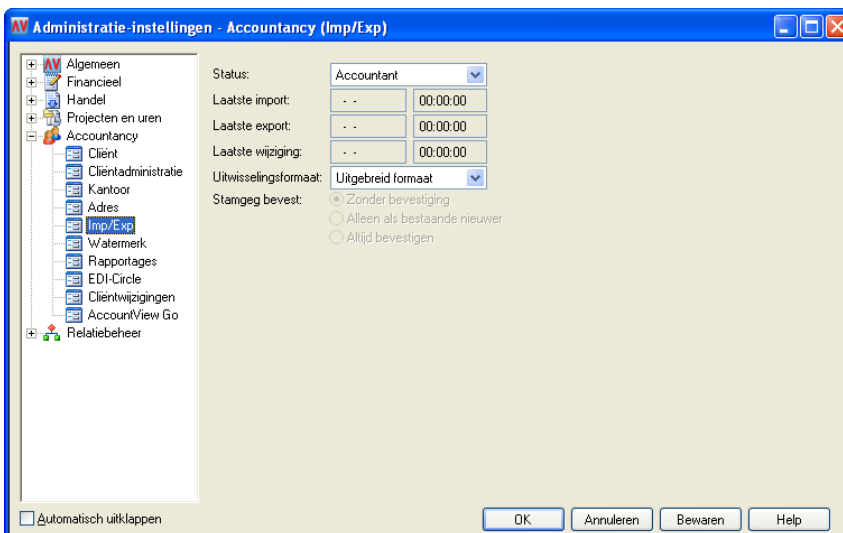 AV Administratie-instellingen - Accountancy (Imp/Exp)
AV Algemeen
Financieel
Handel
Projecten en uren
Accountancy
Cliënt
Cliëntadministratie
Kantoor
Adres
Imp/Exp
Watermerk
Rapportages
EDI-Circle
Cliëntwijzigingen
AccountView Go
Relatiebeheer
Status: Accountant
Laatste import: - - 00:00:00
Laatste export: - - 00:00:00
Laatste wijziging: - - 00:00:00
Uitwisselingsformaat: Uitgebreid formaat
Stamgeg bevest: Zonder bevestiging
Alleen als bestaande nieuwer
Altijd bevestigen
Automatisch uitklappen
OK Annuleren Bewaren Help